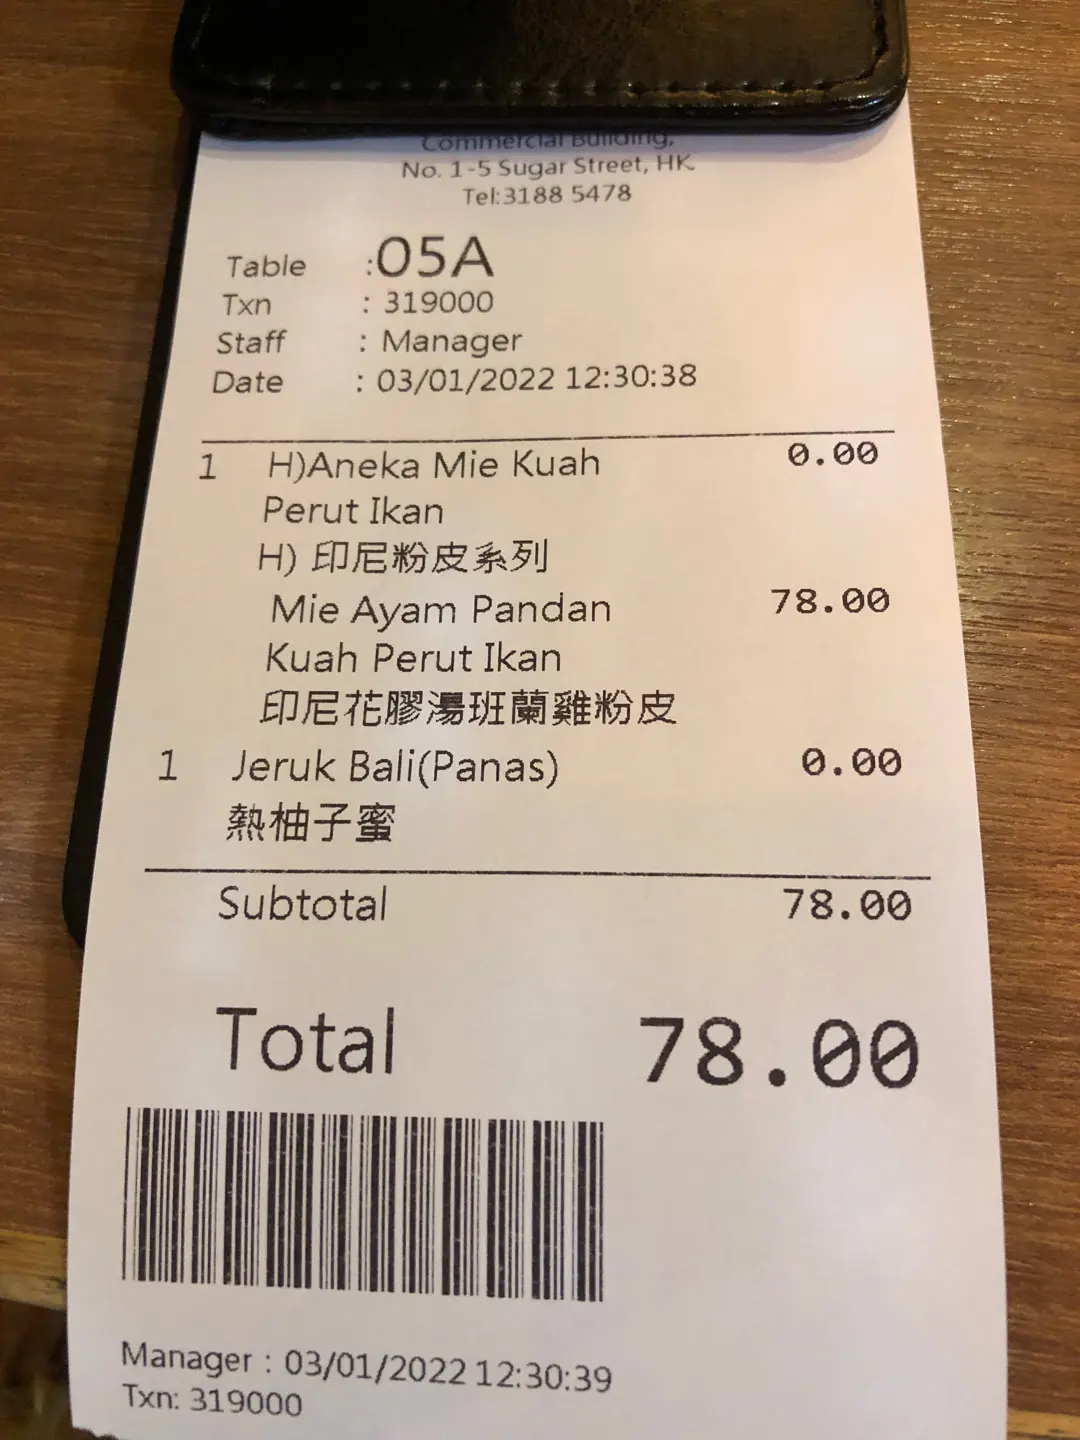 Commercial Building,
No. 1-5 Sugar Street, HK
Tel:3188 5478
Table :05A
Txn : 319000
Staff : Manager
Date : 03/01/2022 12:30:38
1 H)Aneka Mie Kuah 0.00
Perut Ikan
H) 印尼粉皮系列
Mie Ayam Pandan 78.00
Kuah Perut Ikan
印尼花膠湯班蘭雞粉皮
1 Jeruk Bali(Panas) 0.00
熱柚子蜜
Subtotal 78.00
Total 78.00
Manager : 03/01/2022 12:30:39
Txn: 319000